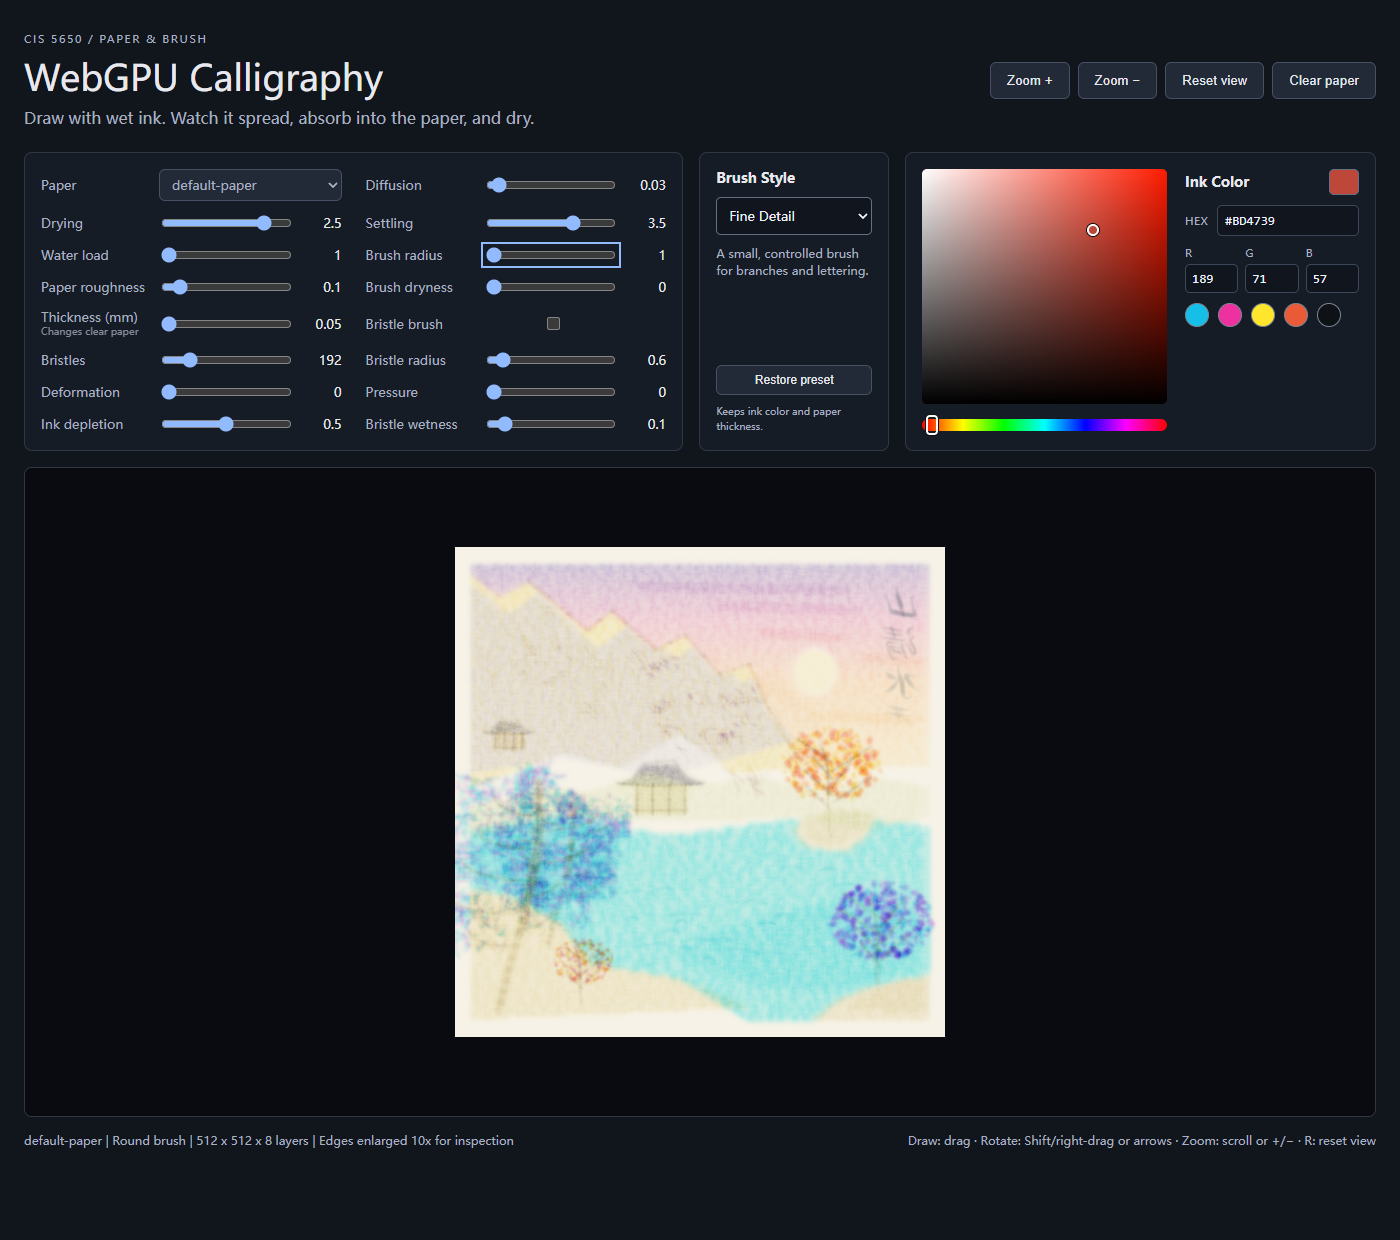 CIS 5650 / PAPER & BRUSH
WebGPU Calligraphy
Draw with wet ink. Watch it spread, absorb into the paper, and dry.
Zoom +
Zoom −
Reset view
Clear paper
Paper
default-paper
Diffusion
0.03
Drying
2.5
Settling
3.5
Water load
1
Brush radius
1
Paper roughness
0.1
Brush dryness
0
Thickness (mm)
Changes clear paper
0.05
Bristle brush
Bristles
192
Bristle radius
0.6
Deformation
0
Pressure
0
Ink depletion
0.5
Bristle wetness
0.1
Brush Style
Fine Detail
A small, controlled brush
for branches and lettering.
Restore preset
Keeps ink color and paper
thickness.
Ink Color
HEX
#BD4739
R
G
B
189
71
57
default-paper | Round brush | 512 x 512 x 8 layers | Edges enlarged 10x for inspection
Draw: drag · Rotate: Shift/right-drag or arrows · Zoom: scroll or +/− · R: reset view